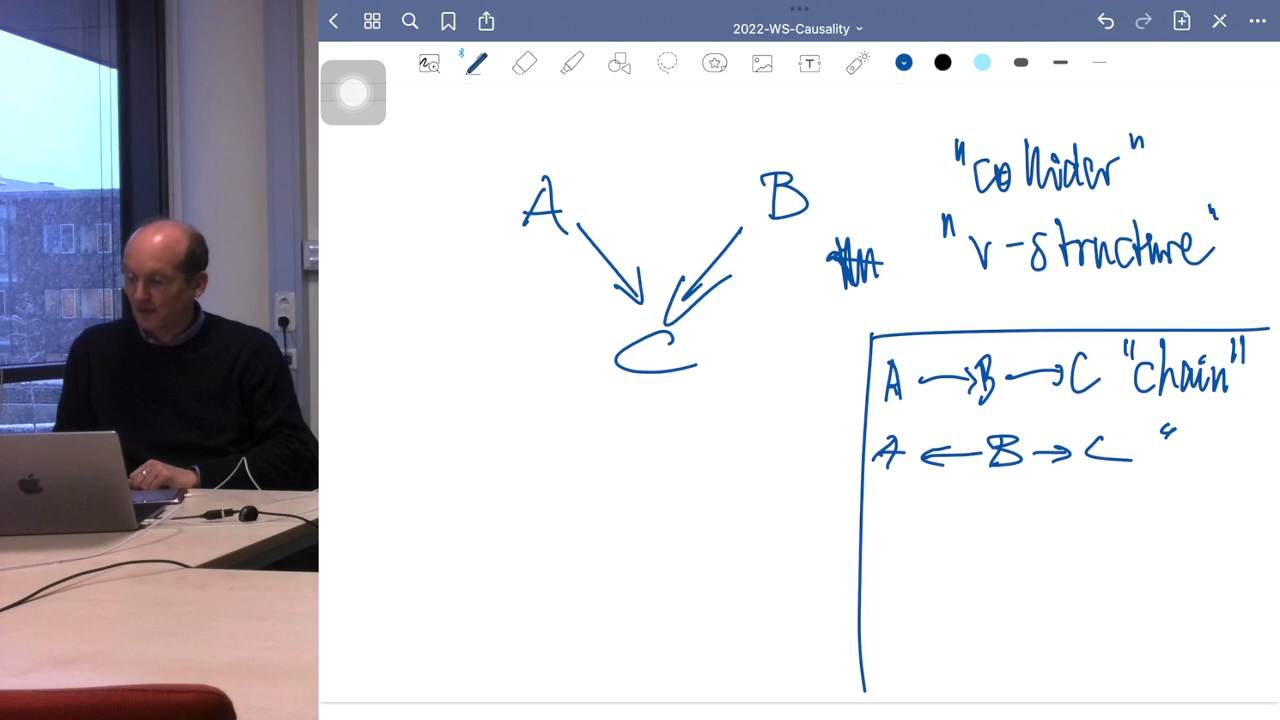 2022-WS-Causality
T
A
B
"collider"
"v-structure"
C
A → B → C "chain"
A ← B → C "